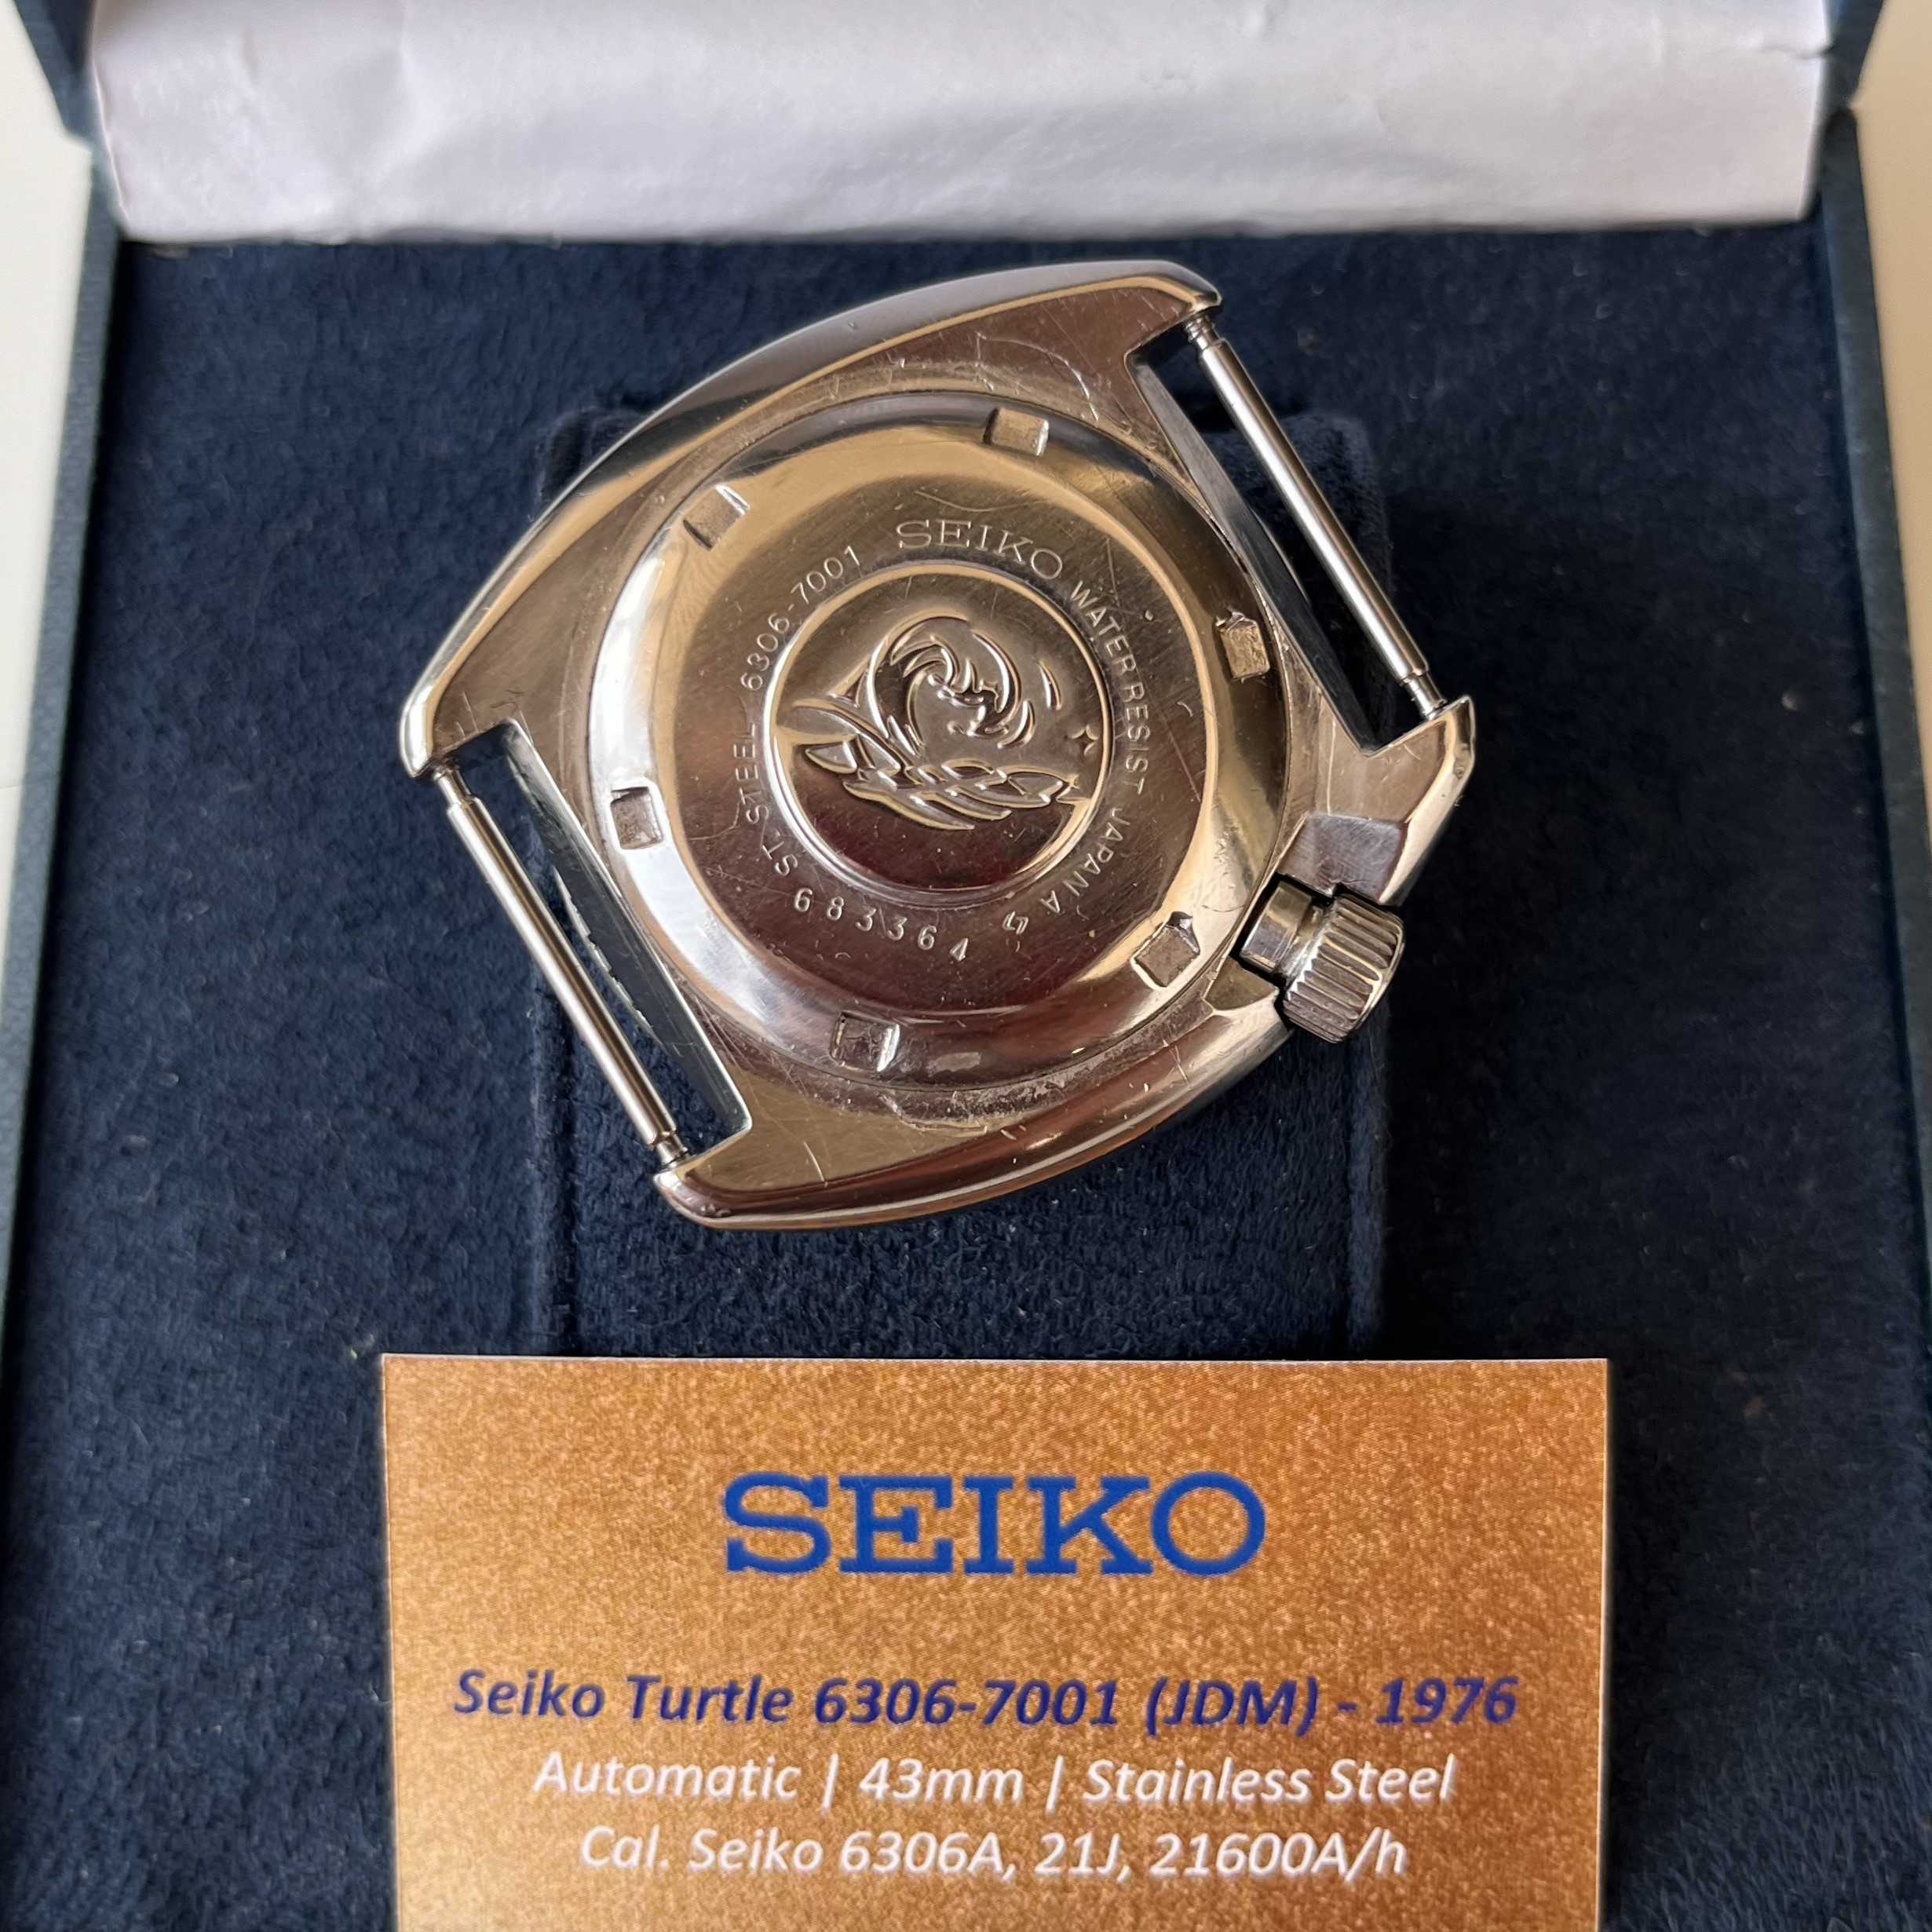 SEIKO
WATER RESIST
JAPAN A
ST. STEEL 6306-7001
683364
SEIKO
Seiko Turtle 6306-7001 (JDM) - 1976
Automatic | 43mm | Stainless Steel
Cal. Seiko 6306A, 21J, 21600A/h